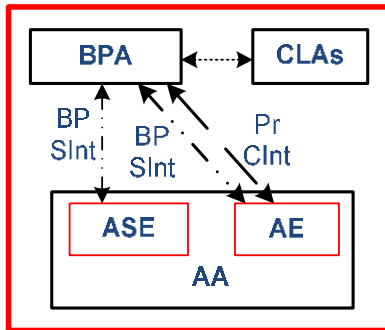 BPA
CLAs
BP
SInt
BP
SInt
Pr
CInt
ASE
AE
AA